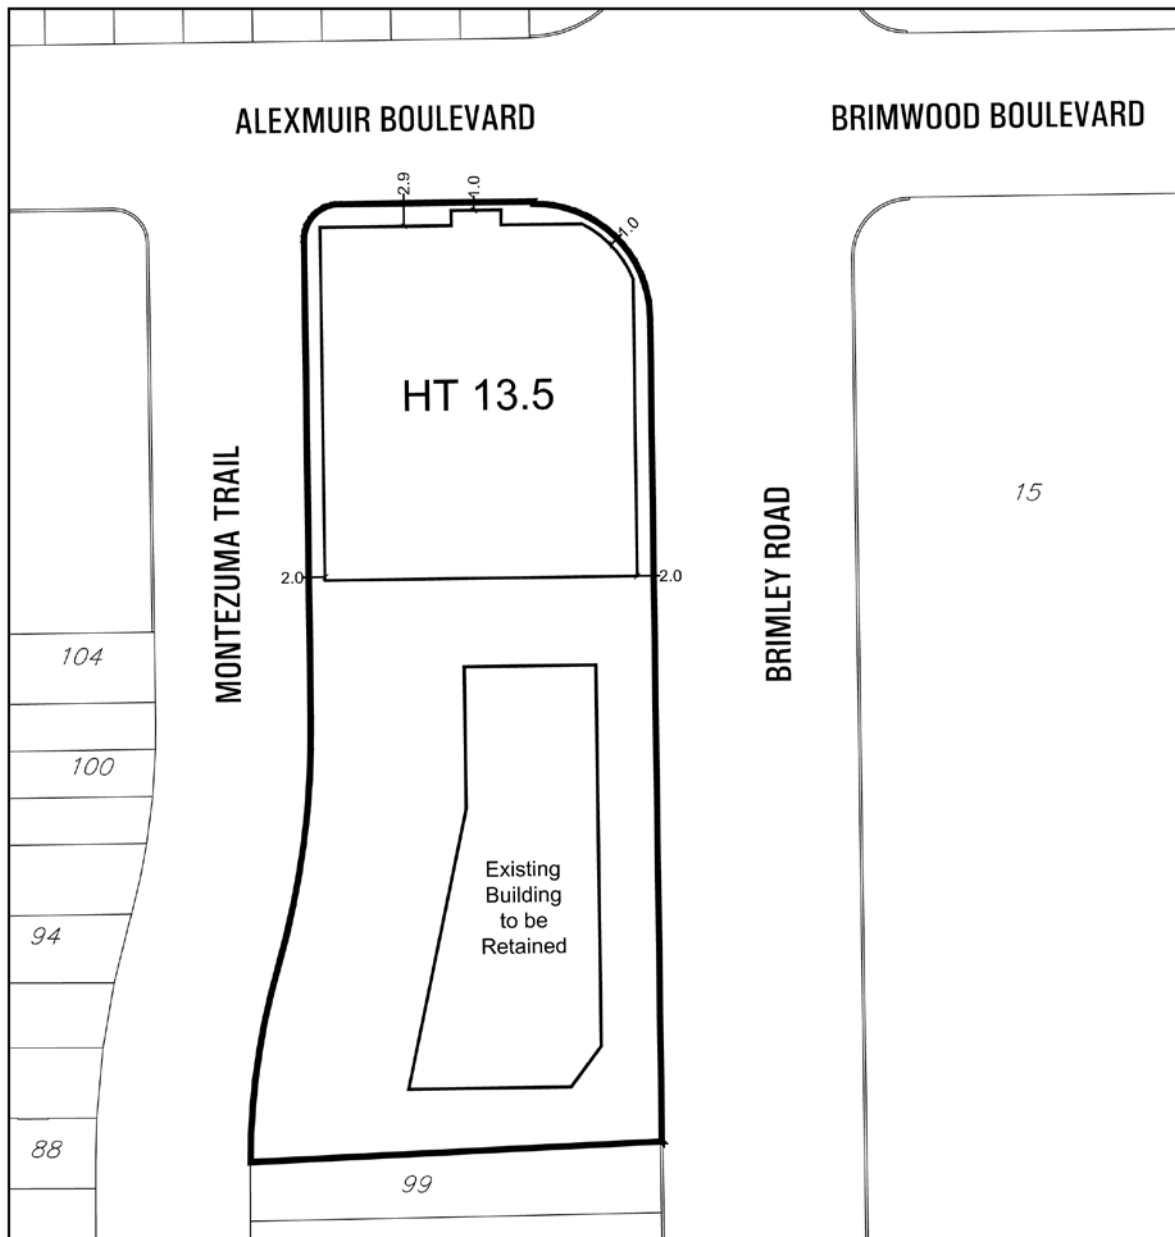 ALEXMUIR BOULEVARD
BRIMWOOD BOULEVARD
2.9
1.0
1.0
HT 13.5
MONTEZUMA TRAIL
BRIMLEY ROAD
15
2.0
2.0
104
100
Existing
Building
to be
Retained
94
88
99